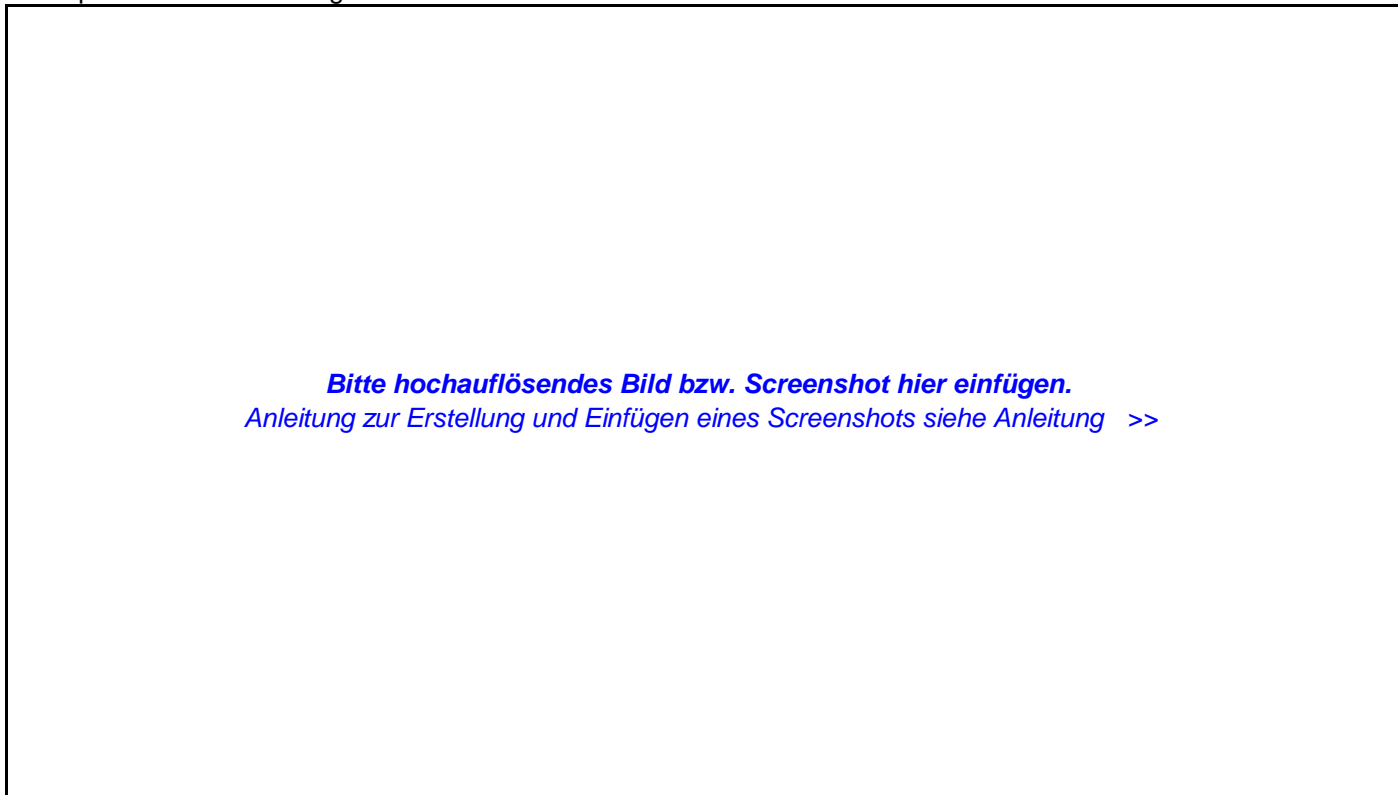 Bitte hochauflösendes Bild bzw. Screenshot hier einfügen.
Anleitung zur Erstellung und Einfügen eines Screenshots siehe Anleitung >>